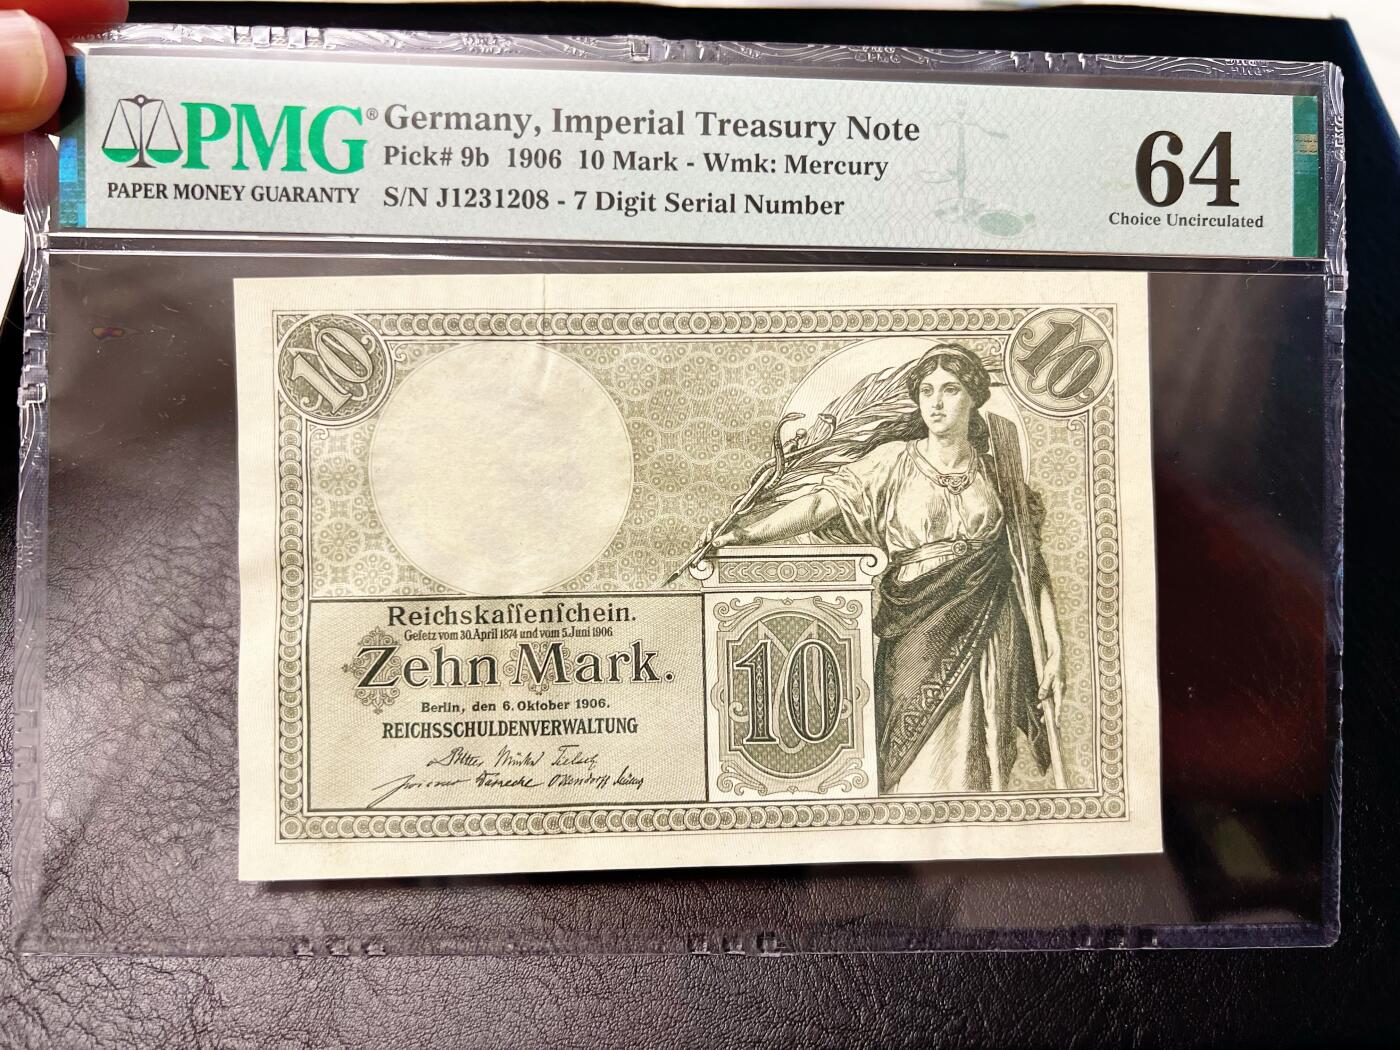 PMG®
PAPER MONEY GUARANTY
Germany, Imperial Treasury Note
Pick# 9b 1906 10 Mark - Wmk: Mercury
S/N J1231208 - 7 Digit Serial Number
64
Choice Uncirculated
10
10
Reichskaſſenſchein.
Geſetz vom 30. April 1874 und vom 5. Juni 1906
Zehn Mark.
Berlin, den 6. Oktober 1906.
REICHSSCHULDENVERWALTUNG
10